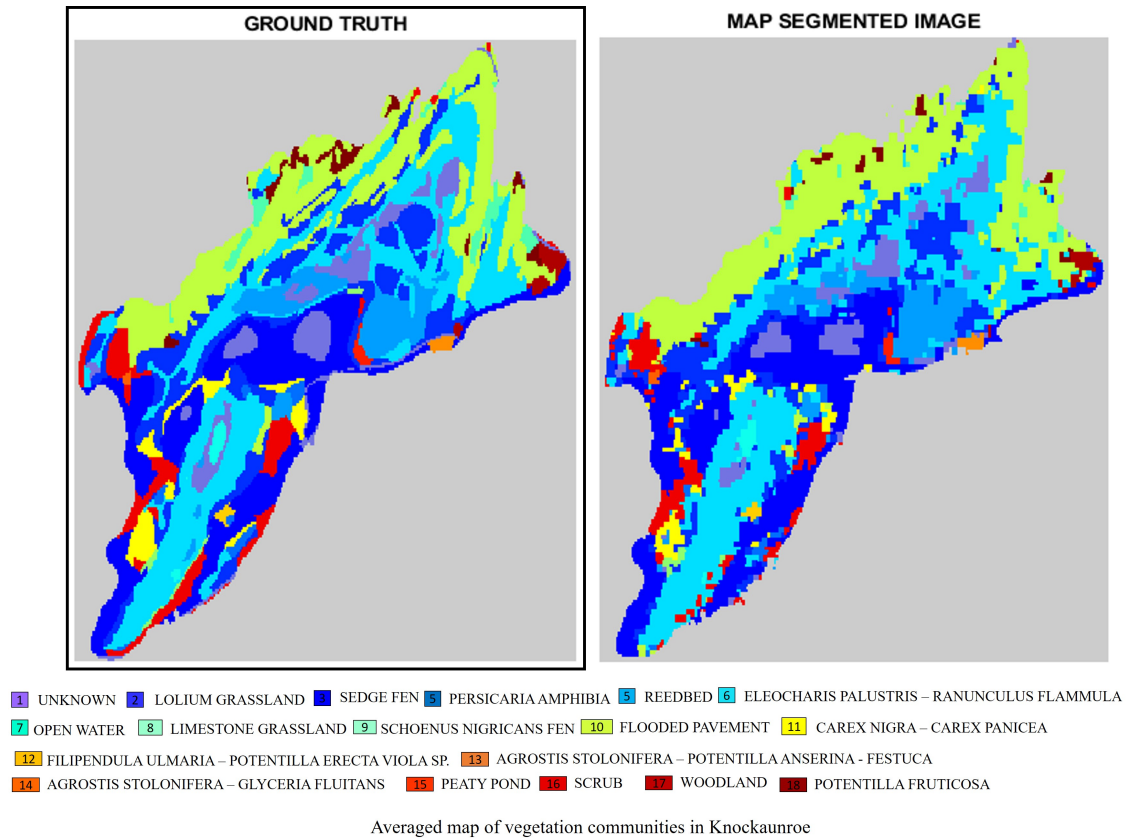 GROUND TRUTH
MAP SEGMENTED IMAGE
1 UNKNOWN 2 LOLIUM GRASSLAND 3 SEDGE FEN 5 PERSICARIA AMPHIBIA 5 REEDBED 6 ELEOCHARIS PALUSTRIS – RANUNCULUS FLAMMULA
7 OPEN WATER 8 LIMESTONE GRASSLAND 9 SCHOENUS NIGRICANS FEN 10 FLOODED PAVEMENT 11 CAREX NIGRA – CAREX PANICEA
12 FILIPENDULA ULMARIA – POTENTILLA ERECTA VIOLA SP. 13 AGROSTIS STOLONIFERA – POTENTILLA ANSERINA - FESTUCA
14 AGROSTIS STOLONIFERA – GLYCERIA FLUITANS 15 PEATY POND 16 SCRUB 17 WOODLAND 18 POTENTILLA FRUTICOSA
Averaged map of vegetation communities in Knockaunroe